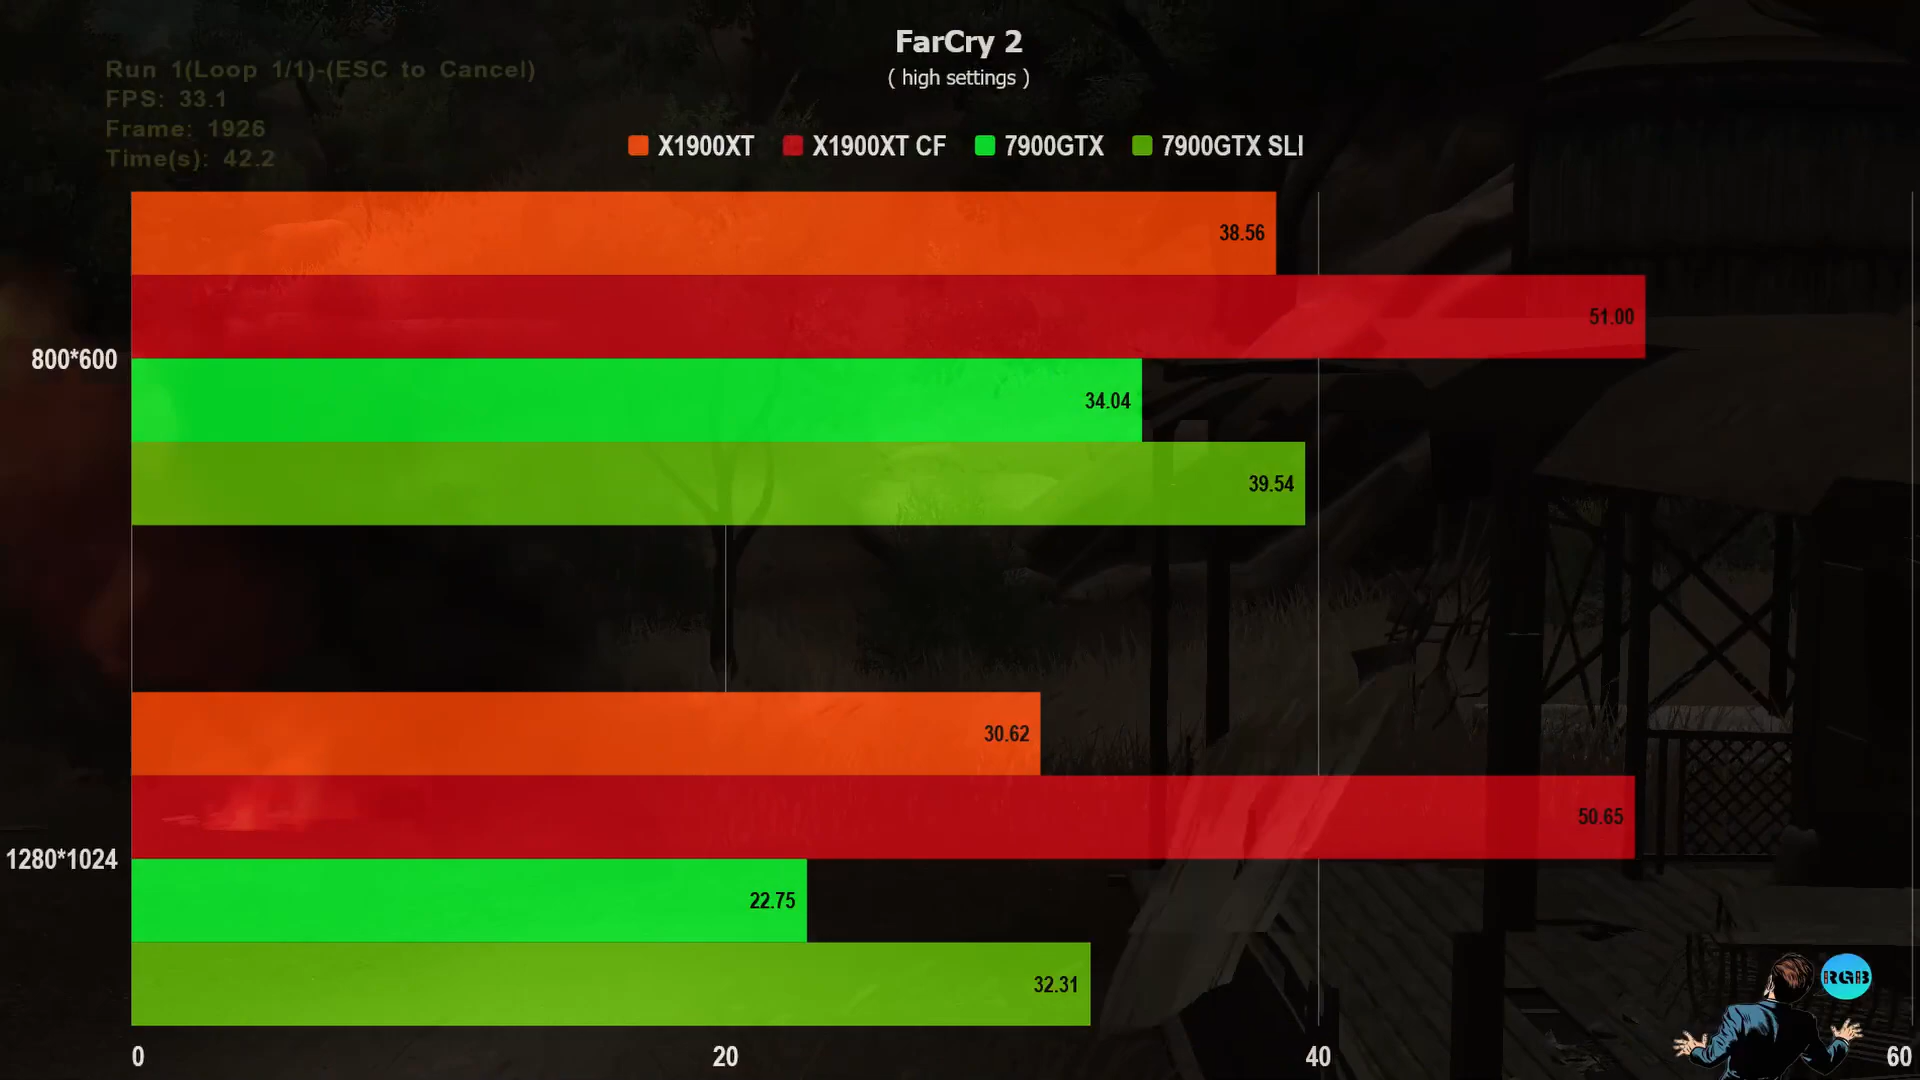 FarCry 2
( high settings )
Run 1(Loop 1/1)-(ESC to Cancel)
FPS: 33.1
Frame: 1926
Time(s): 42.2
X1900XT X1900XT CF 7900GTX 7900GTX SLI
38.56
51.00
800*600
34.04
39.54
30.62
50.65
1280*1024
22.75
32.31
RGB
0 20 40 60